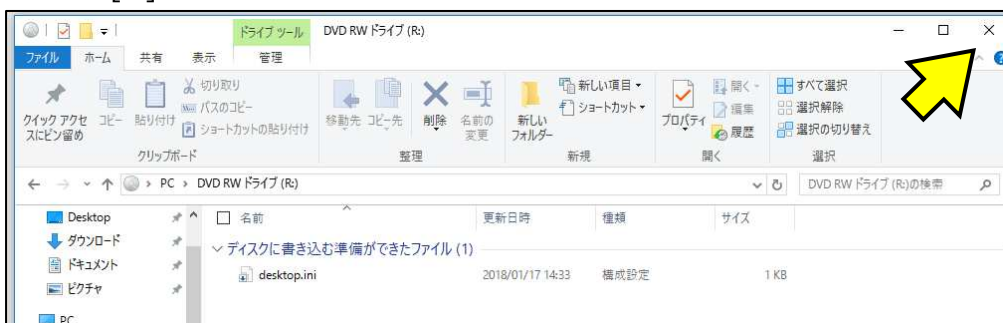 ドライブ ツール
DVD RW ドライブ (R:)
ファイル ホーム 共有 表示 管理
クイック アクセスにピン留め
コピー
貼り付け
切り取り
パスのコピー
ショートカットの貼り付け
クリップボード
移動先
コピー先
削除
名前の変更
整理
新しいフォルダー
新しい項目
ショートカット
新規
プロパティ
開く
編集
履歴
開く
すべて選択
選択解除
選択の切り替え
選択
PC › DVD RW ドライブ (R:)
DVD RW ドライブ (R:)の検索
Desktop
ダウンロード
ドキュメント
ピクチャ
PC
名前 更新日時 種類 サイズ
ディスクに書き込む準備ができたファイル (1)
desktop.ini 2018/01/17 14:33 構成設定 1 KB